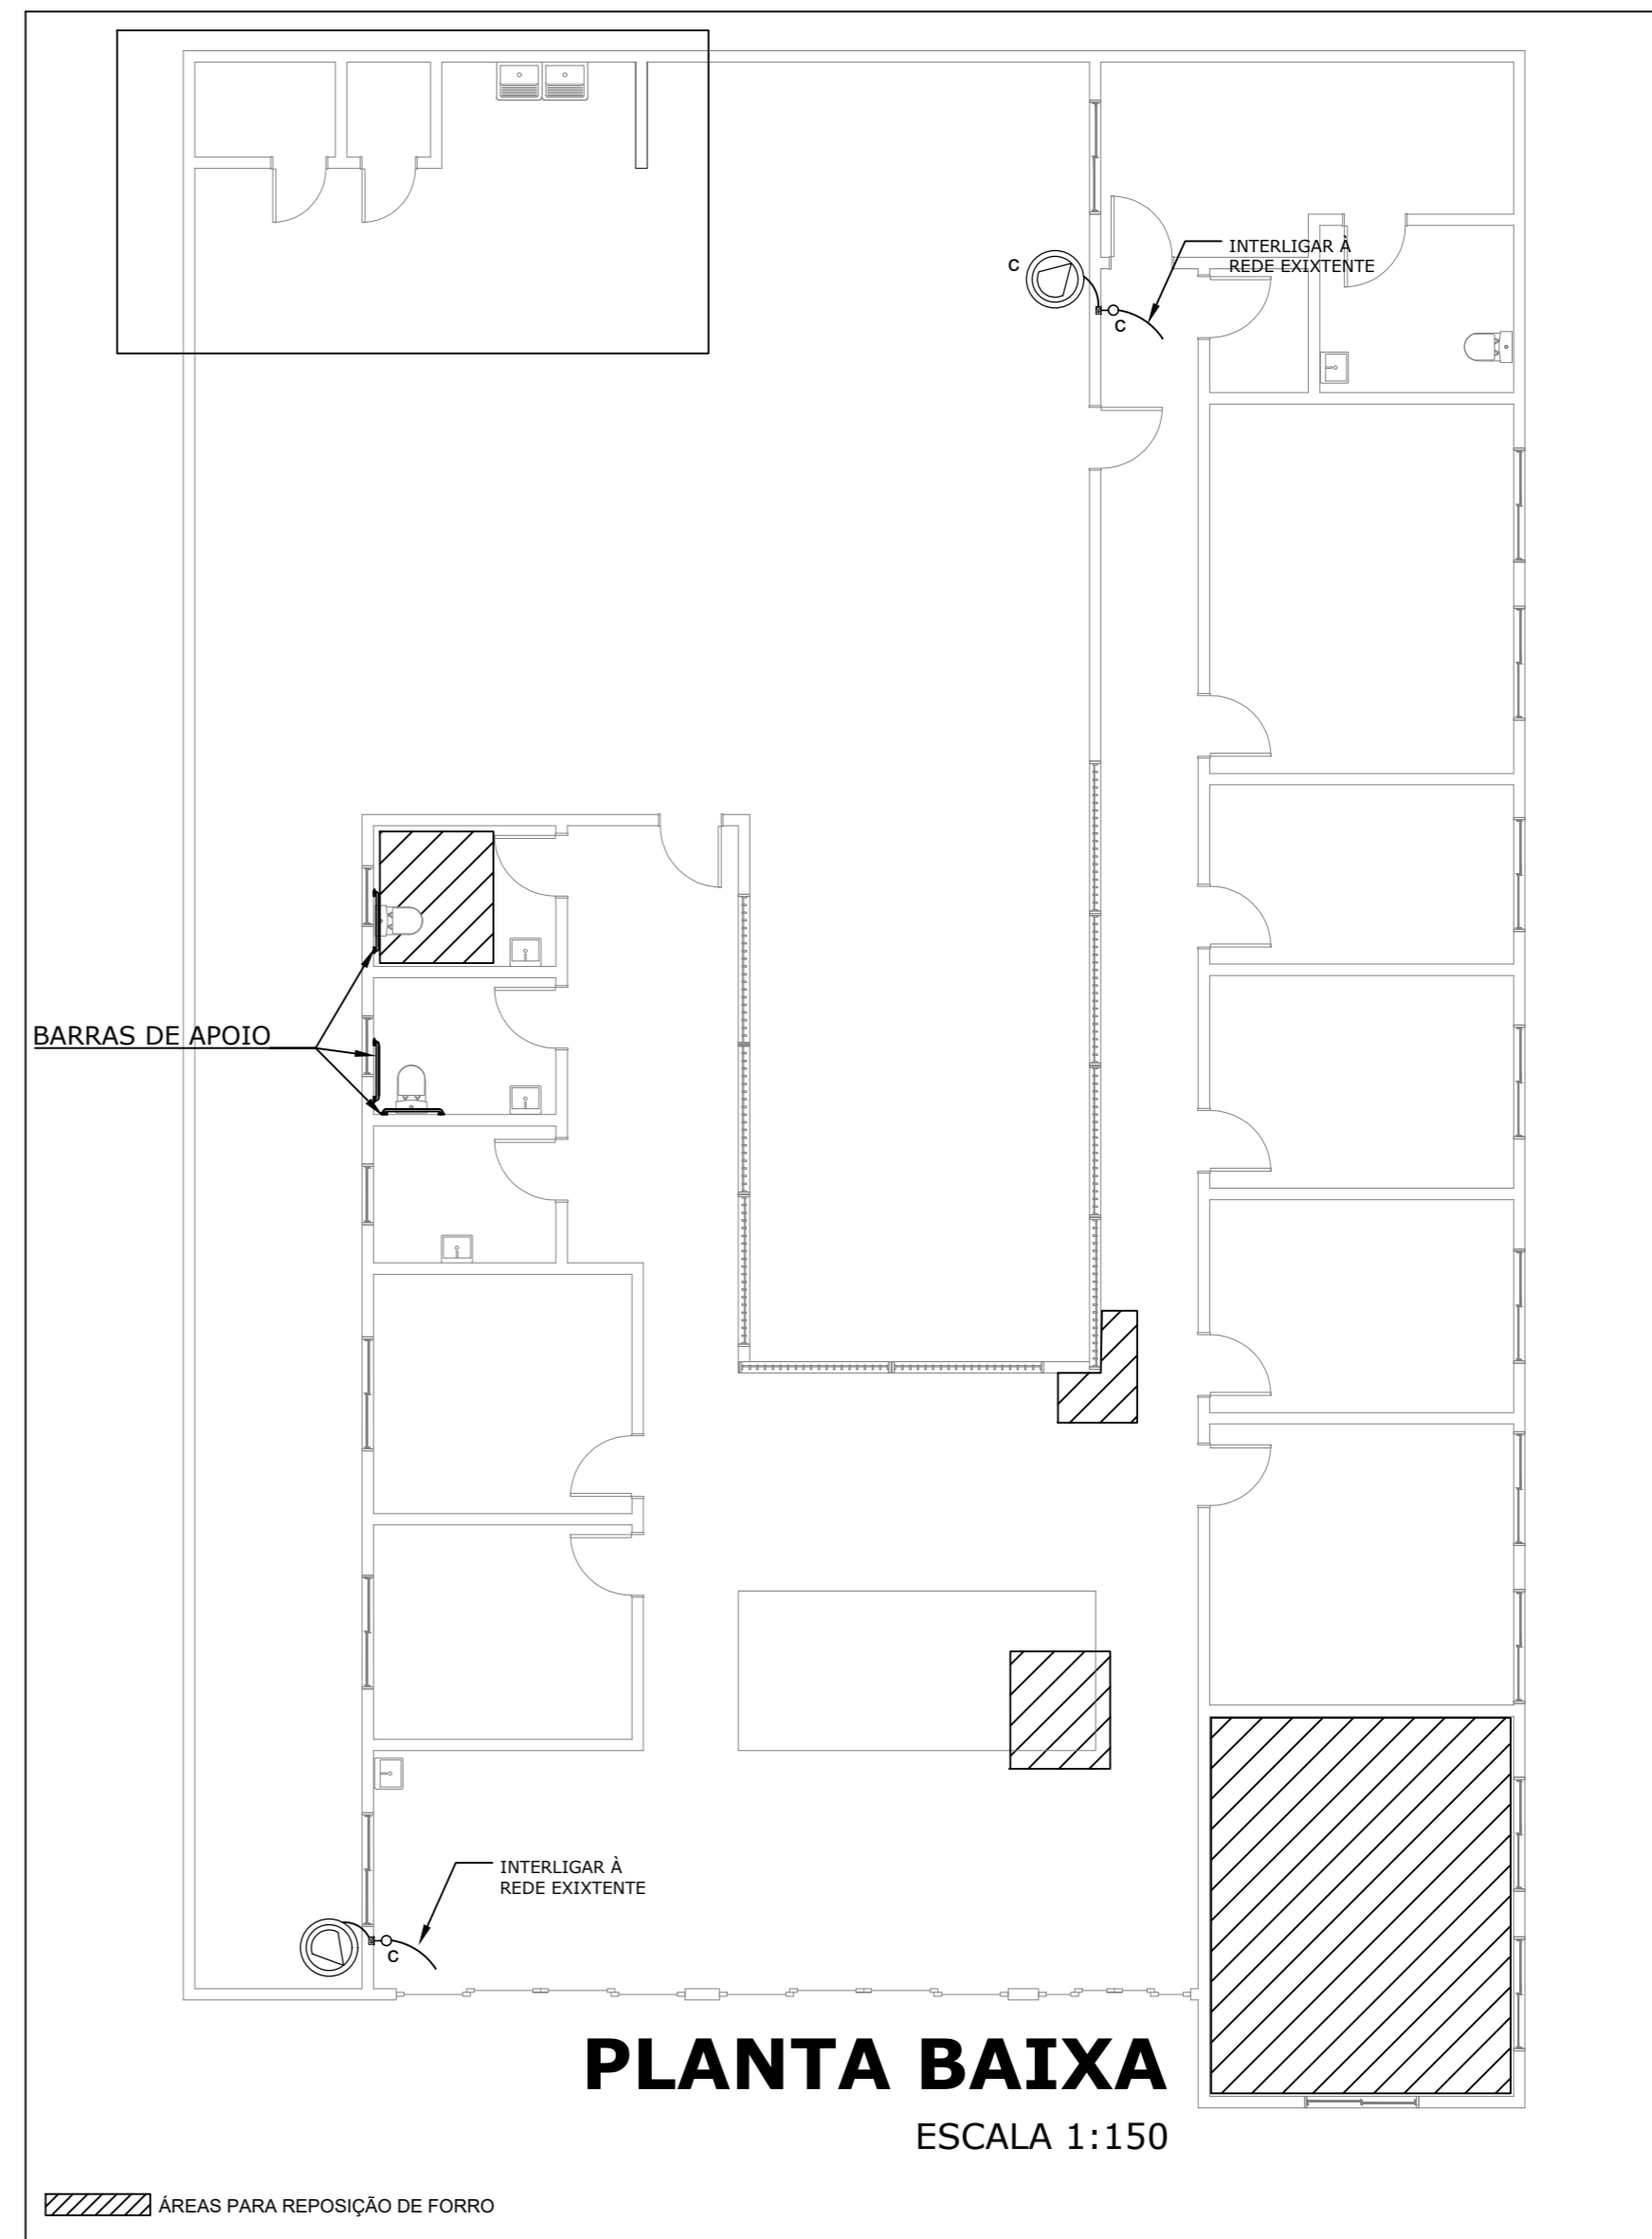 INTERLIGAR À
REDE EXIXTENTE
C
C
BARRAS DE APOIO
INTERLIGAR À
REDE EXIXTENTE
C
PLANTA BAIXA
ESCALA 1:150
ÁREAS PARA REPOSIÇÃO DE FORRO